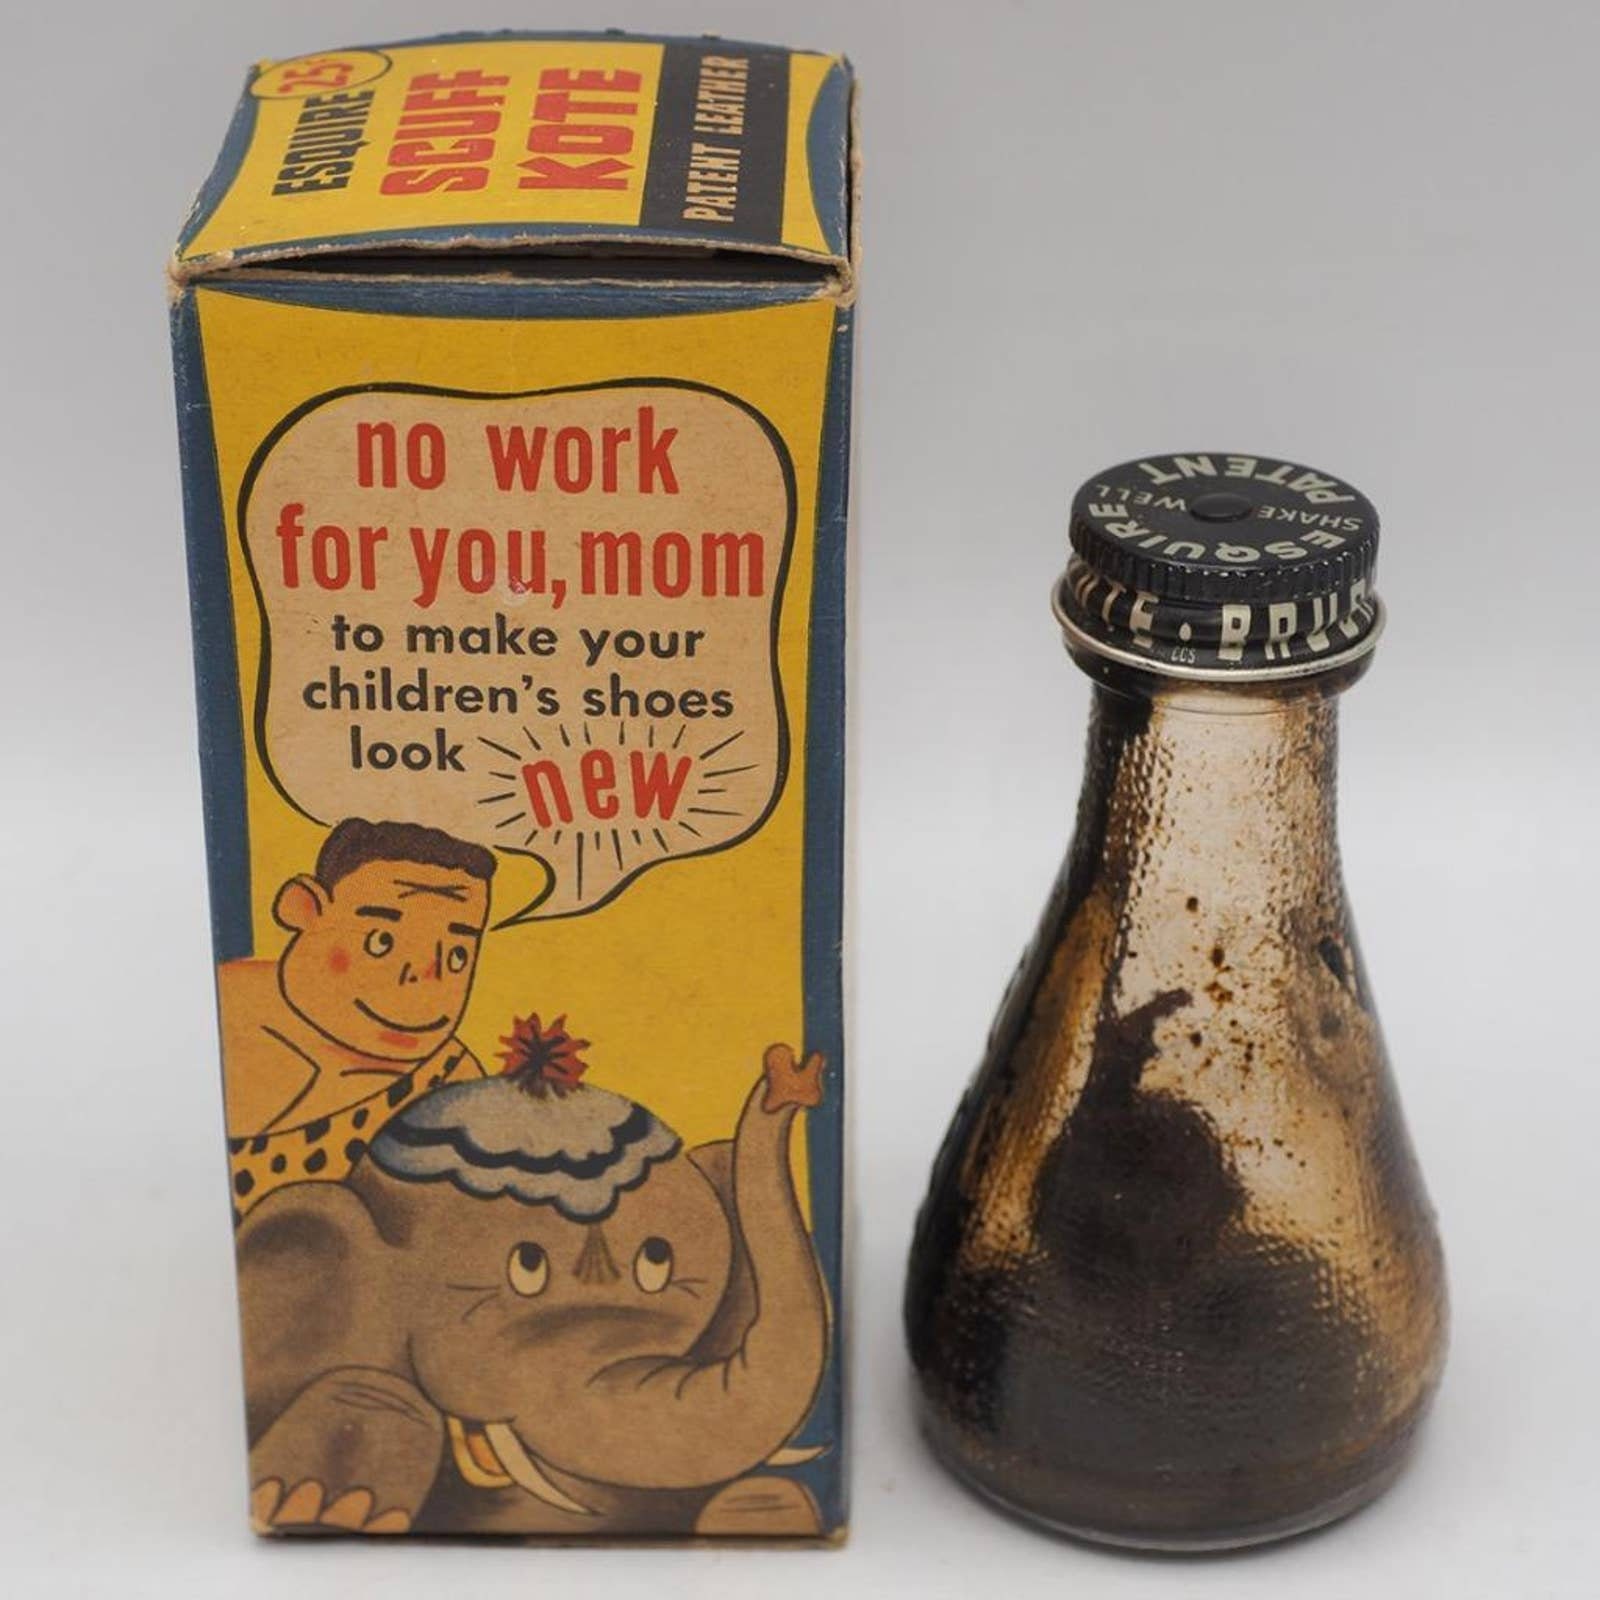 25¢
ESQUIRE
SCUFF
KOTE
PATENT LEATHER
no work
for you, mom
to make your
children's shoes
look new
ESQUIRE PATENT
SHAKE WELL
CCS